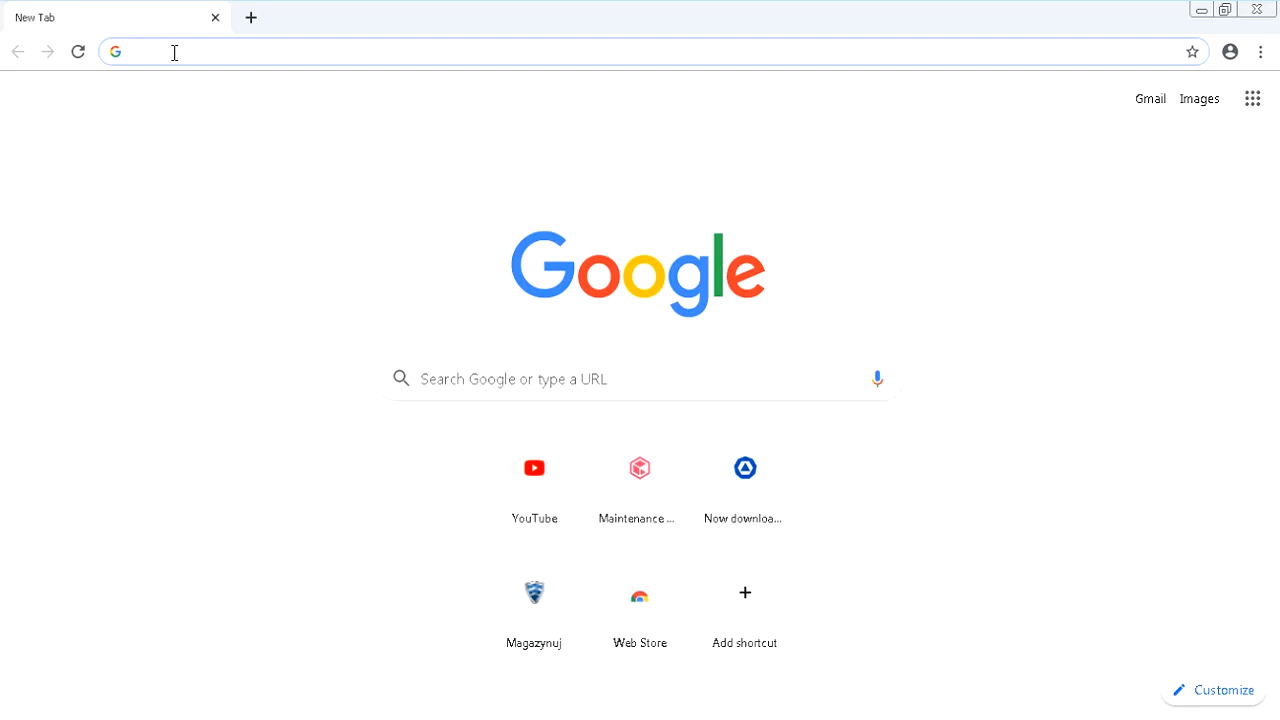 New Tab
Gmail Images
Google
Search Google or type a URL
YouTube
Maintenance ...
Now downloa...
Magazynuj
Web Store
Add shortcut
Customize